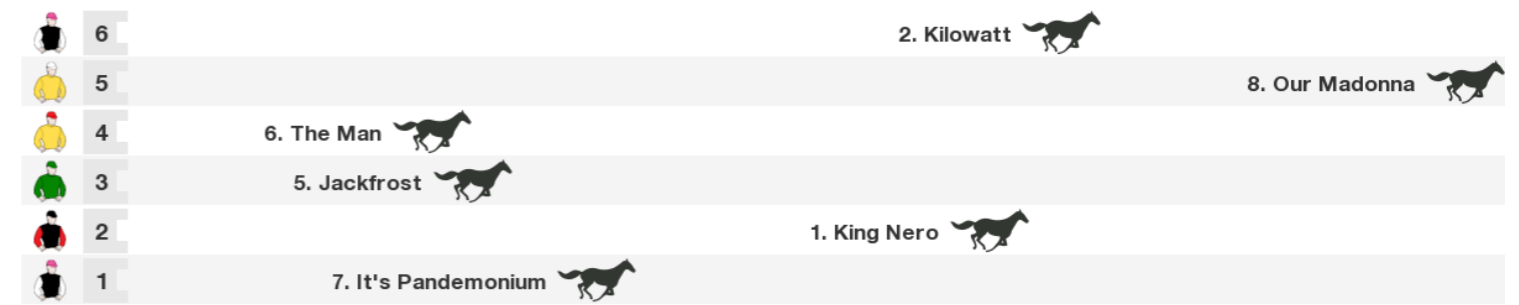 6 2. Kilowatt
5 8. Our Madonna
4 6. The Man
3 5. Jackfrost
2 1. King Nero
1 7. It's Pandemonium